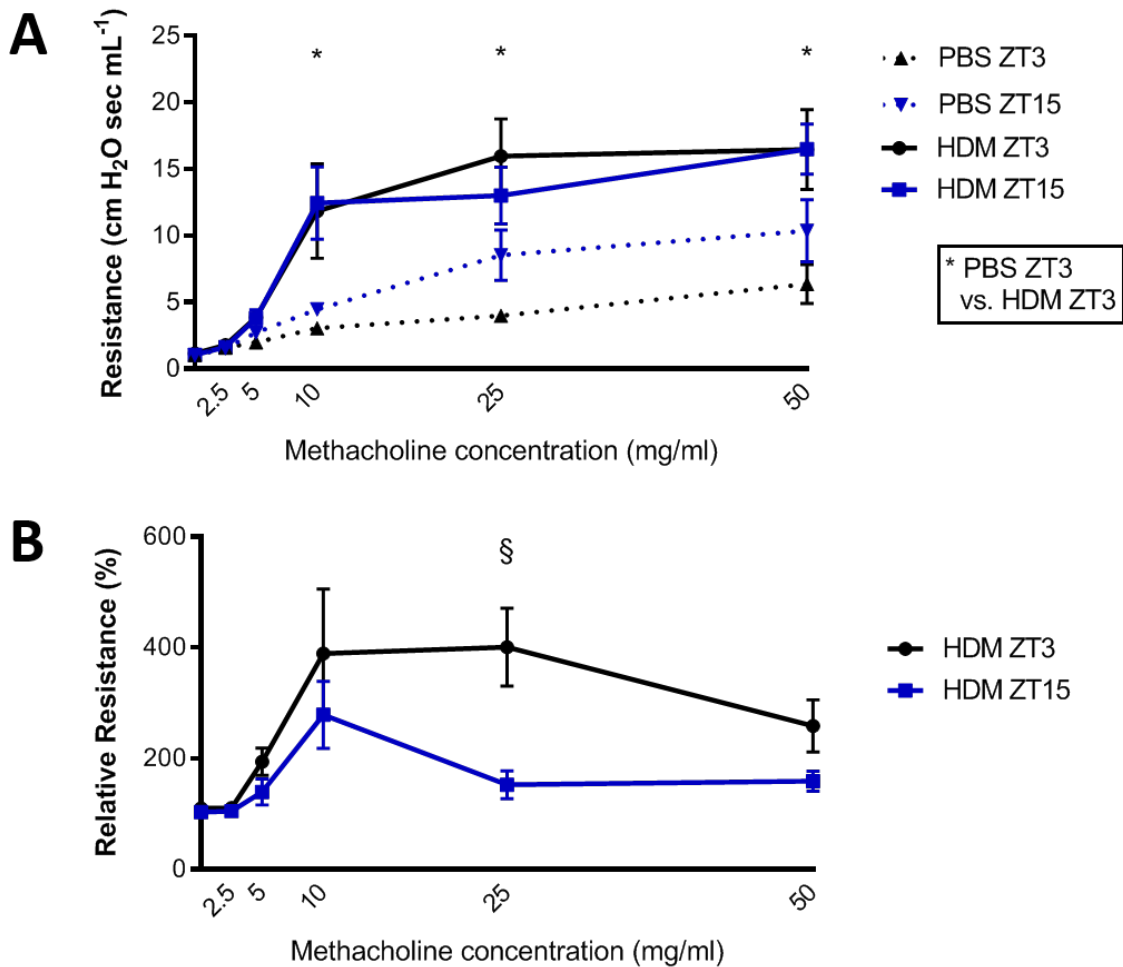 A
25
20
15
10
5
0
Resistance (cm H₂O sec mL⁻¹)
* * *
2.5 5 10 25 50
Methacholine concentration (mg/ml)
PBS ZT3
PBS ZT15
HDM ZT3
HDM ZT15
* PBS ZT3
vs. HDM ZT3
B
600
400
200
0
Relative Resistance (%)
§
2.5 5 10 25 50
Methacholine concentration (mg/ml)
HDM ZT3
HDM ZT15